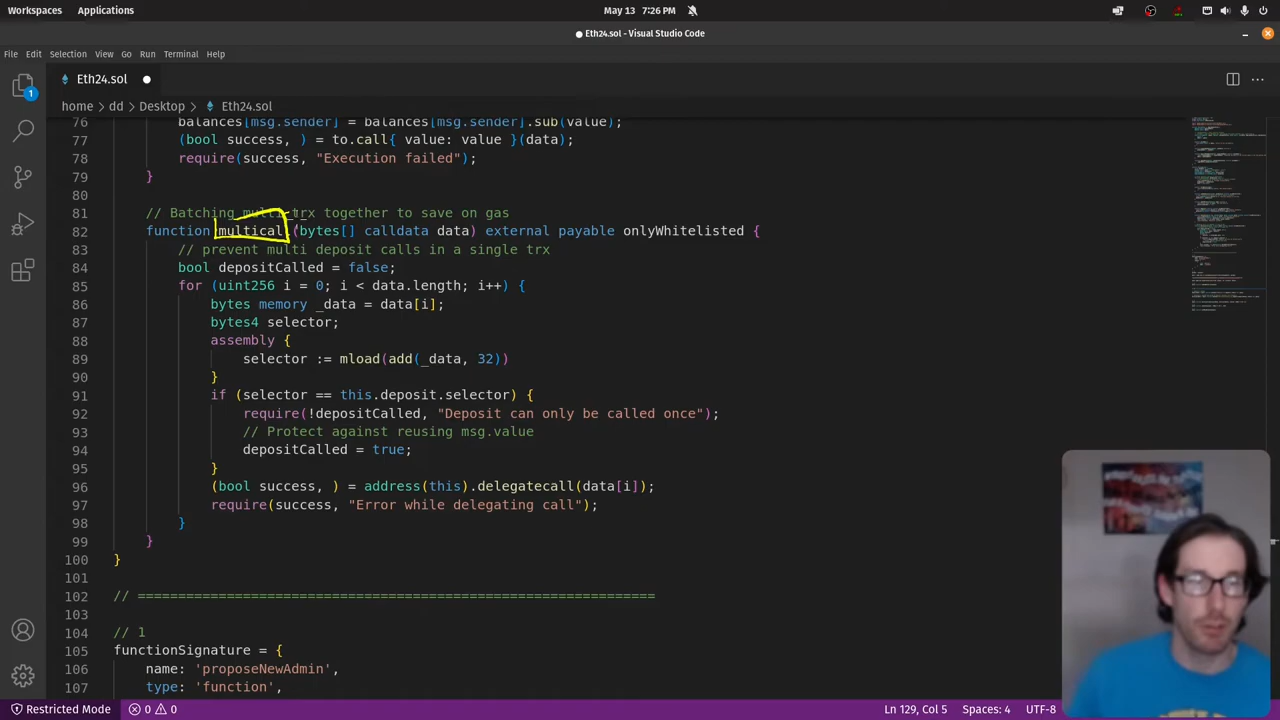 Workspaces Applications May 13 7:26 PM
Eth24.sol - Visual Studio Code
File Edit Selection View Go Run Terminal Help
Eth24.sol
1
home > dd > Desktop > Eth24.sol
76 balances[msg.sender] = balances[msg.sender].sub(value);
77 (bool success, ) = to.call{ value: value }(data);
78 require(success, "Execution failed");
79 }
80
81 // Batching multi-trx together to save on gas
82 function multicall(bytes[] calldata data) external payable onlyWhitelisted {
83 // prevent multi deposit calls in a single trx
84 bool depositCalled = false;
85 for (uint256 i = 0; i < data.length; i++) {
86 bytes memory _data = data[i];
87 bytes4 selector;
88 assembly {
89 selector := mload(add(_data, 32))
90 }
91 if (selector == this.deposit.selector) {
92 require(!depositCalled, "Deposit can only be called once");
93 // Protect against reusing msg.value
94 depositCalled = true;
95 }
96 (bool success, ) = address(this).delegatecall(data[i]);
97 require(success, "Error while delegating call");
98 }
99 }
100 }
101
102 // ================================================================
103
104 // 1
105 functionSignature = {
106 name: 'proposeNewAdmin',
107 type: 'function',
Restricted Mode 0 0 Ln 129, Col 5 Spaces: 4 UTF-8